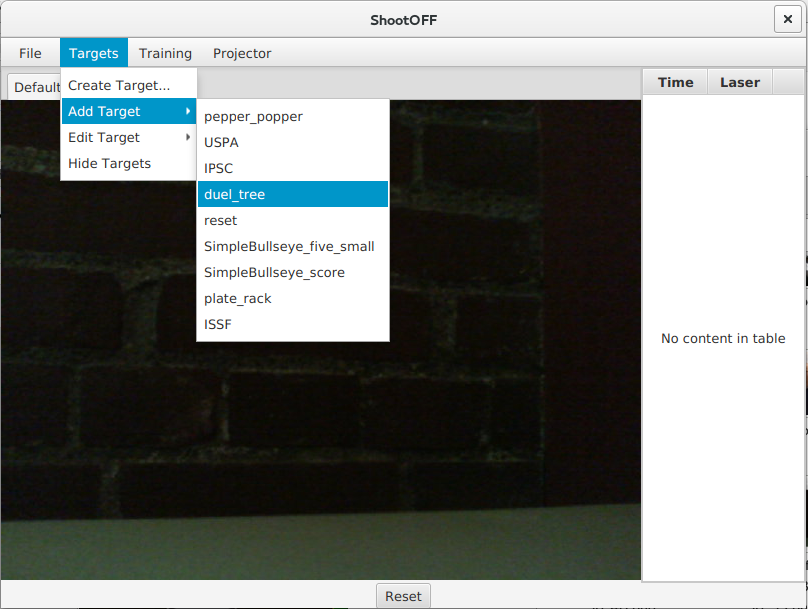 ShootOFF
File Targets Training Projector
Default
Time Laser
Create Target...
Add Target
Edit Target
Hide Targets
pepper_popper
USPA
IPSC
duel_tree
reset
SimpleBullseye_five_small
SimpleBullseye_score
plate_rack
ISSF
No content in table
Reset